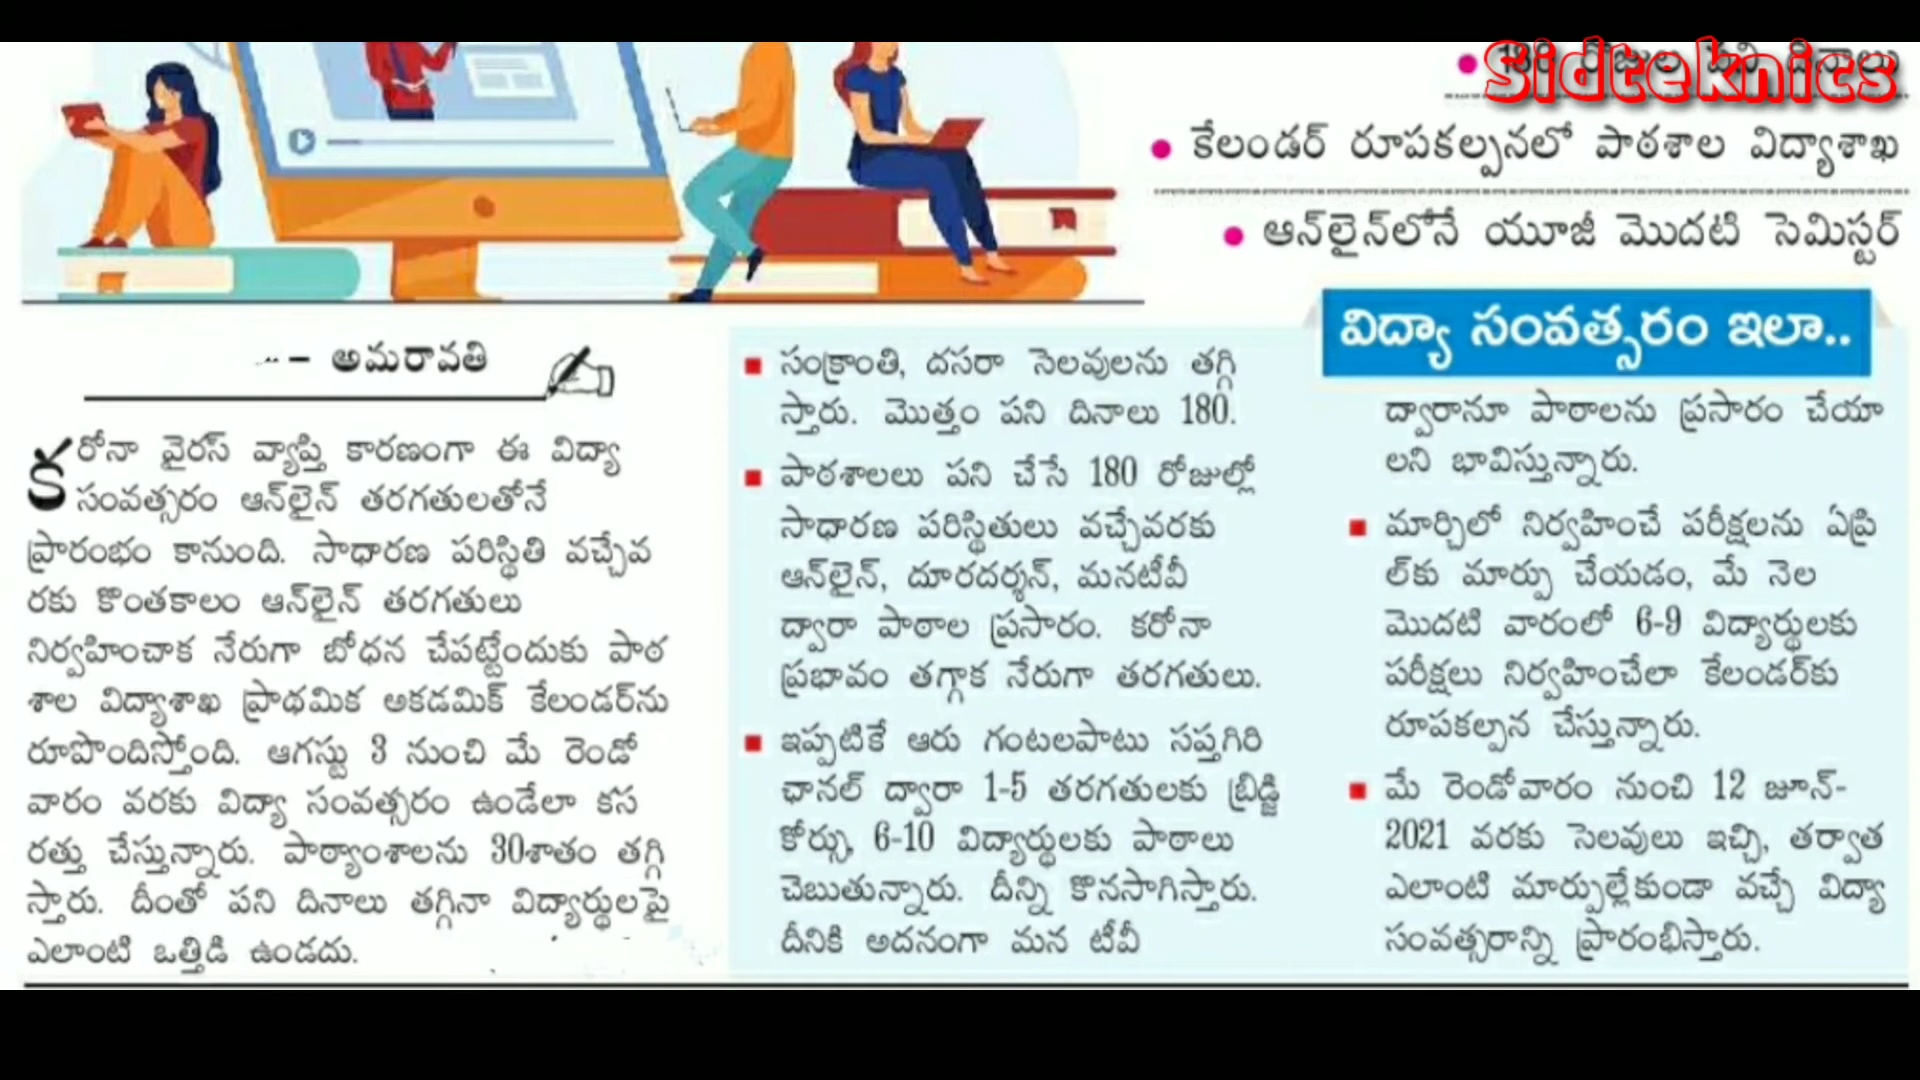 Sidteknics
• 180 రోజుల పని దినాలు
• కేలండర్ రూపకల్పనలో పాఠశాల విద్యాశాఖ
• ఆన్‌లైన్‌లోనే యూజీ మొదటి సెమిస్టర్
– అమరావతి
కరోనా వైరస్ వ్యాప్తి కారణంగా ఈ విద్యా
సంవత్సరం ఆన్‌లైన్ తరగతులతోనే
ప్రారంభం కానుంది. సాధారణ పరిస్థితి వచ్చేవ
రకు కొంతకాలం ఆన్‌లైన్ తరగతులు
నిర్వహించాక నేరుగా బోధన చేపట్టేందుకు పాఠ
శాల విద్యాశాఖ ప్రాథమిక అకడమిక్ కేలండర్‌ను
రూపొందిస్తోంది. ఆగస్టు 3 నుంచి మే రెండో
వారం వరకు విద్యా సంవత్సరం ఉండేలా కస
రత్తు చేస్తున్నారు. పాఠ్యాంశాలను 30శాతం తగ్గి
స్తారు. దీంతో పని దినాలు తగ్గినా విద్యార్థులపై
ఎలాంటి ఒత్తిడి ఉండదు.
విద్యా సంవత్సరం ఇలా..
▪ సంక్రాంతి, దసరా సెలవులను తగ్గి
స్తారు. మొత్తం పని దినాలు 180.
▪ పాఠశాలలు పని చేసే 180 రోజుల్లో
సాధారణ పరిస్థితులు వచ్చేవరకు
ఆన్‌లైన్, దూరదర్శన్, మనటీవీ
ద్వారా పాఠాల ప్రసారం. కరోనా
ప్రభావం తగ్గాక నేరుగా తరగతులు.
▪ ఇప్పటికే ఆరు గంటలపాటు సప్తగిరి
ఛానల్ ద్వారా 1-5 తరగతులకు బ్రిడ్జి
కోర్సు, 6-10 విద్యార్థులకు పాఠాలు
చెబుతున్నారు. దీన్ని కొనసాగిస్తారు.
దీనికి అదనంగా మన టీవీ
ద్వారానూ పాఠాలను ప్రసారం చేయా
లని భావిస్తున్నారు.
▪ మార్చిలో నిర్వహించే పరీక్షలను ఏప్రి
ల్‌కు మార్పు చేయడం, మే నెల
మొదటి వారంలో 6-9 విద్యార్థులకు
పరీక్షలు నిర్వహించేలా కేలండర్‌కు
రూపకల్పన చేస్తున్నారు.
▪ మే రెండోవారం నుంచి 12 జూన్-
2021 వరకు సెలవులు ఇచ్చి, తర్వాత
ఎలాంటి మార్పుల్లేకుండా వచ్చే విద్యా
సంవత్సరాన్ని ప్రారంభిస్తారు.